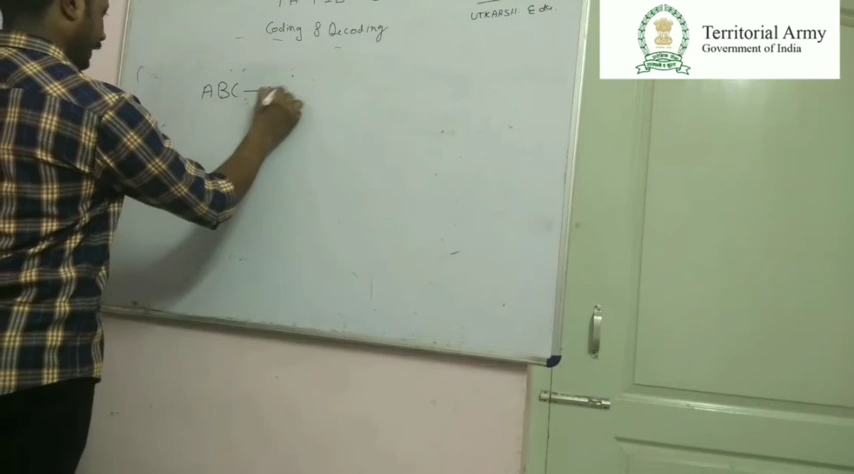 UTKARSH. Edu.
Coding & Decoding
ABC —
Territorial Army
Government of India